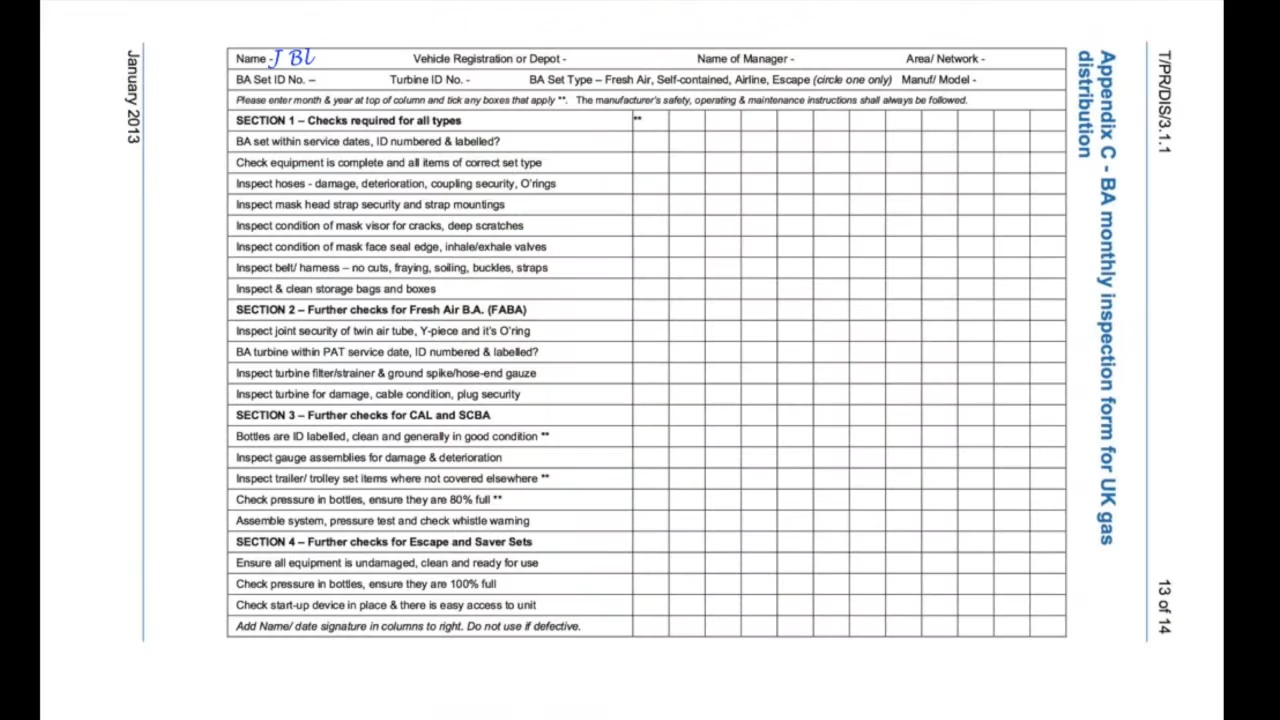 T/PR/DIS/3.1.1
Appendix C - BA monthly inspection form for UK gas
distribution
Name - J Bl Vehicle Registration or Depot - Name of Manager - Area/ Network -
BA Set ID No. – Turbine ID No. - BA Set Type – Fresh Air, Self-contained, Airline, Escape (circle one only) Manuf/ Model -
Please enter month & year at top of column and tick any boxes that apply **. The manufacturer's safety, operating & maintenance instructions shall always be followed.
SECTION 1 – Checks required for all types **
BA set within service dates, ID numbered & labelled?
Check equipment is complete and all items of correct set type
Inspect hoses - damage, deterioration, coupling security, O'rings
Inspect mask head strap security and strap mountings
Inspect condition of mask visor for cracks, deep scratches
Inspect condition of mask face seal edge, inhale/exhale valves
Inspect belt/ harness – no cuts, fraying, soiling, buckles, straps
Inspect & clean storage bags and boxes
SECTION 2 – Further checks for Fresh Air B.A. (FABA)
Inspect joint security of twin air tube, Y-piece and it's O'ring
BA turbine within PAT service date, ID numbered & labelled?
Inspect turbine filter/strainer & ground spike/hose-end gauze
Inspect turbine for damage, cable condition, plug security
SECTION 3 – Further checks for CAL and SCBA
Bottles are ID labelled, clean and generally in good condition **
Inspect gauge assemblies for damage & deterioration
Inspect trailer/ trolley set items where not covered elsewhere **
Check pressure in bottles, ensure they are 80% full **
Assemble system, pressure test and check whistle warning
SECTION 4 – Further checks for Escape and Saver Sets
Ensure all equipment is undamaged, clean and ready for use
Check pressure in bottles, ensure they are 100% full
Check start-up device in place & there is easy access to unit
Add Name/ date signature in columns to right. Do not use if defective.
January 2013
13 of 14